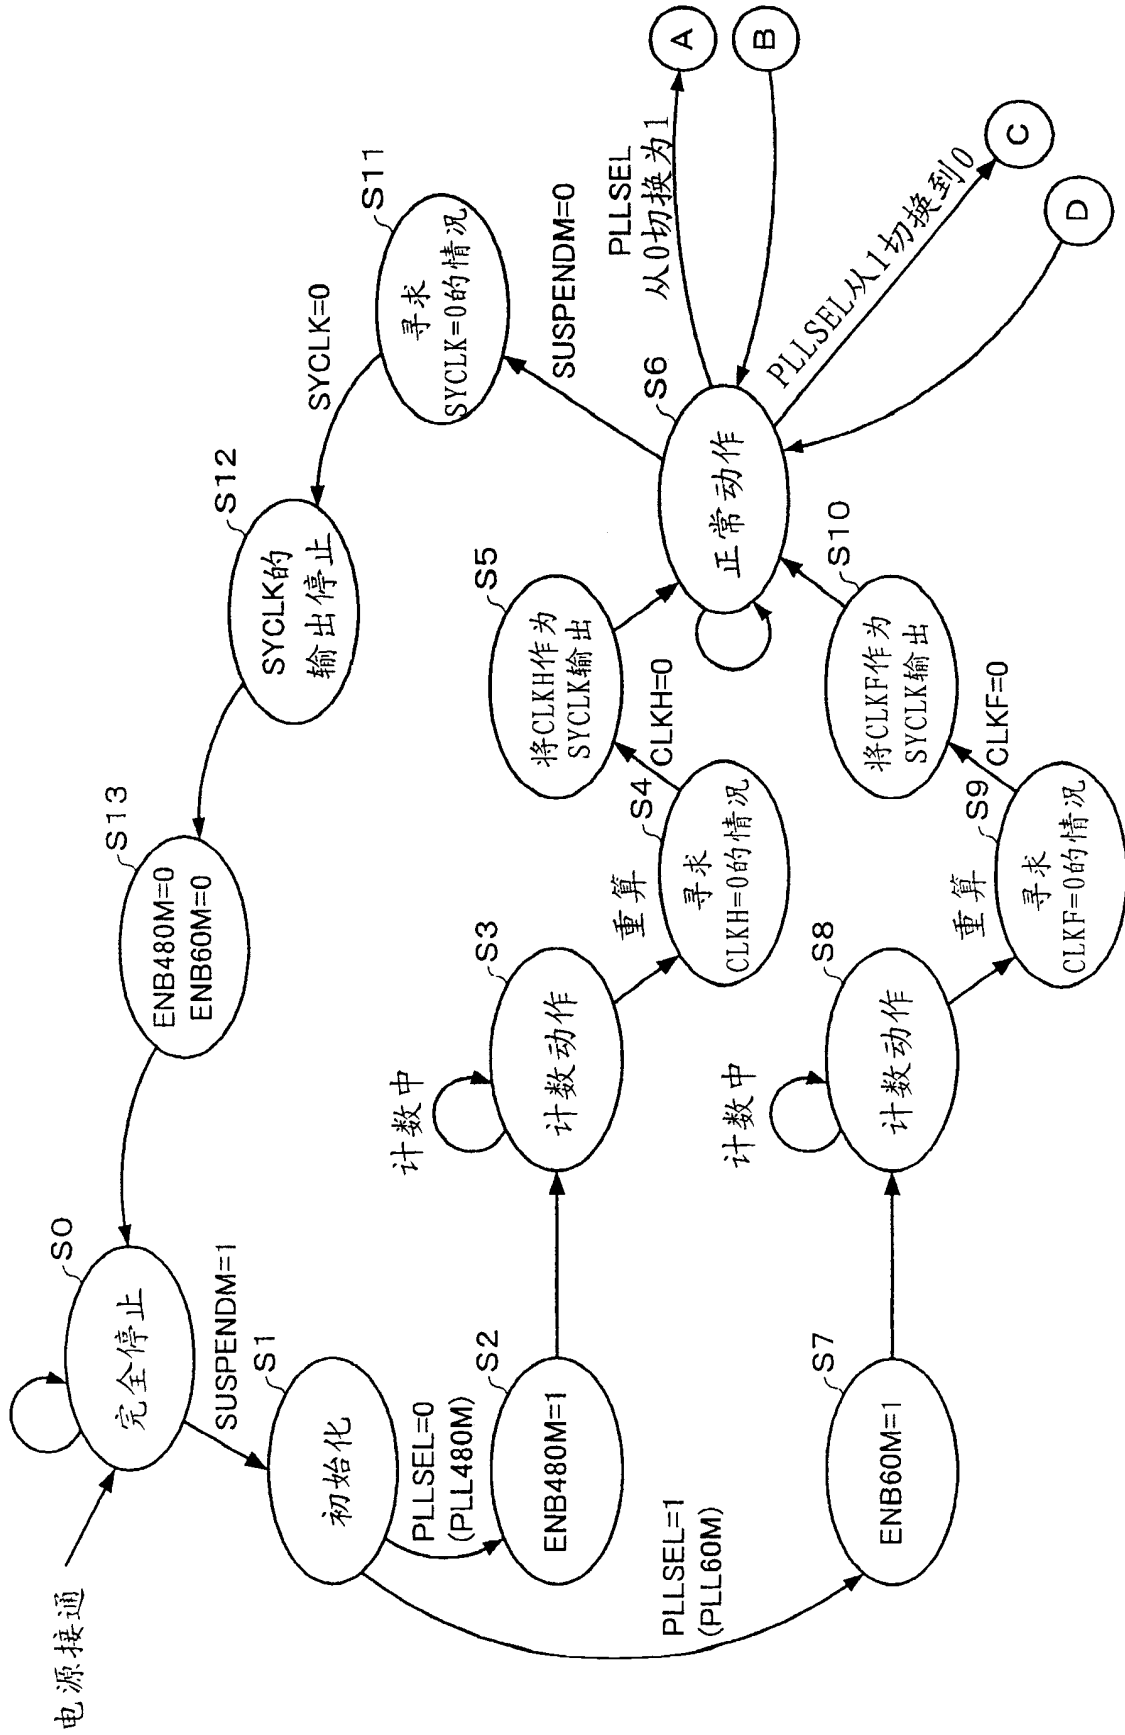 电源接通
S0
完全停止
SUSPENDM=1
S1
初始化
PLLSEL=0
(PLL480M)
PLLSEL=1
(PLL60M)
S2
ENB480M=1
计数中
S3
计数动作
重算
S4
寻求
CLKH=0的情况
CLKH=0
S5
将CLKH作为
SYCLK输出
S7
ENB60M=1
计数中
S8
计数动作
重算
S9
寻求
CLKF=0的情况
CLKF=0
S10
将CLKF作为
SYCLK输出
S6
正常动作
SUSPENDM=0
S11
寻求
SYCLK=0的情况
SYCLK=0
S12
SYCLK的
输出停止
S13
ENB480M=0
ENB60M=0
PLLSEL
从0切换为1
A
B
PLLSEL从1切换到0
C
D